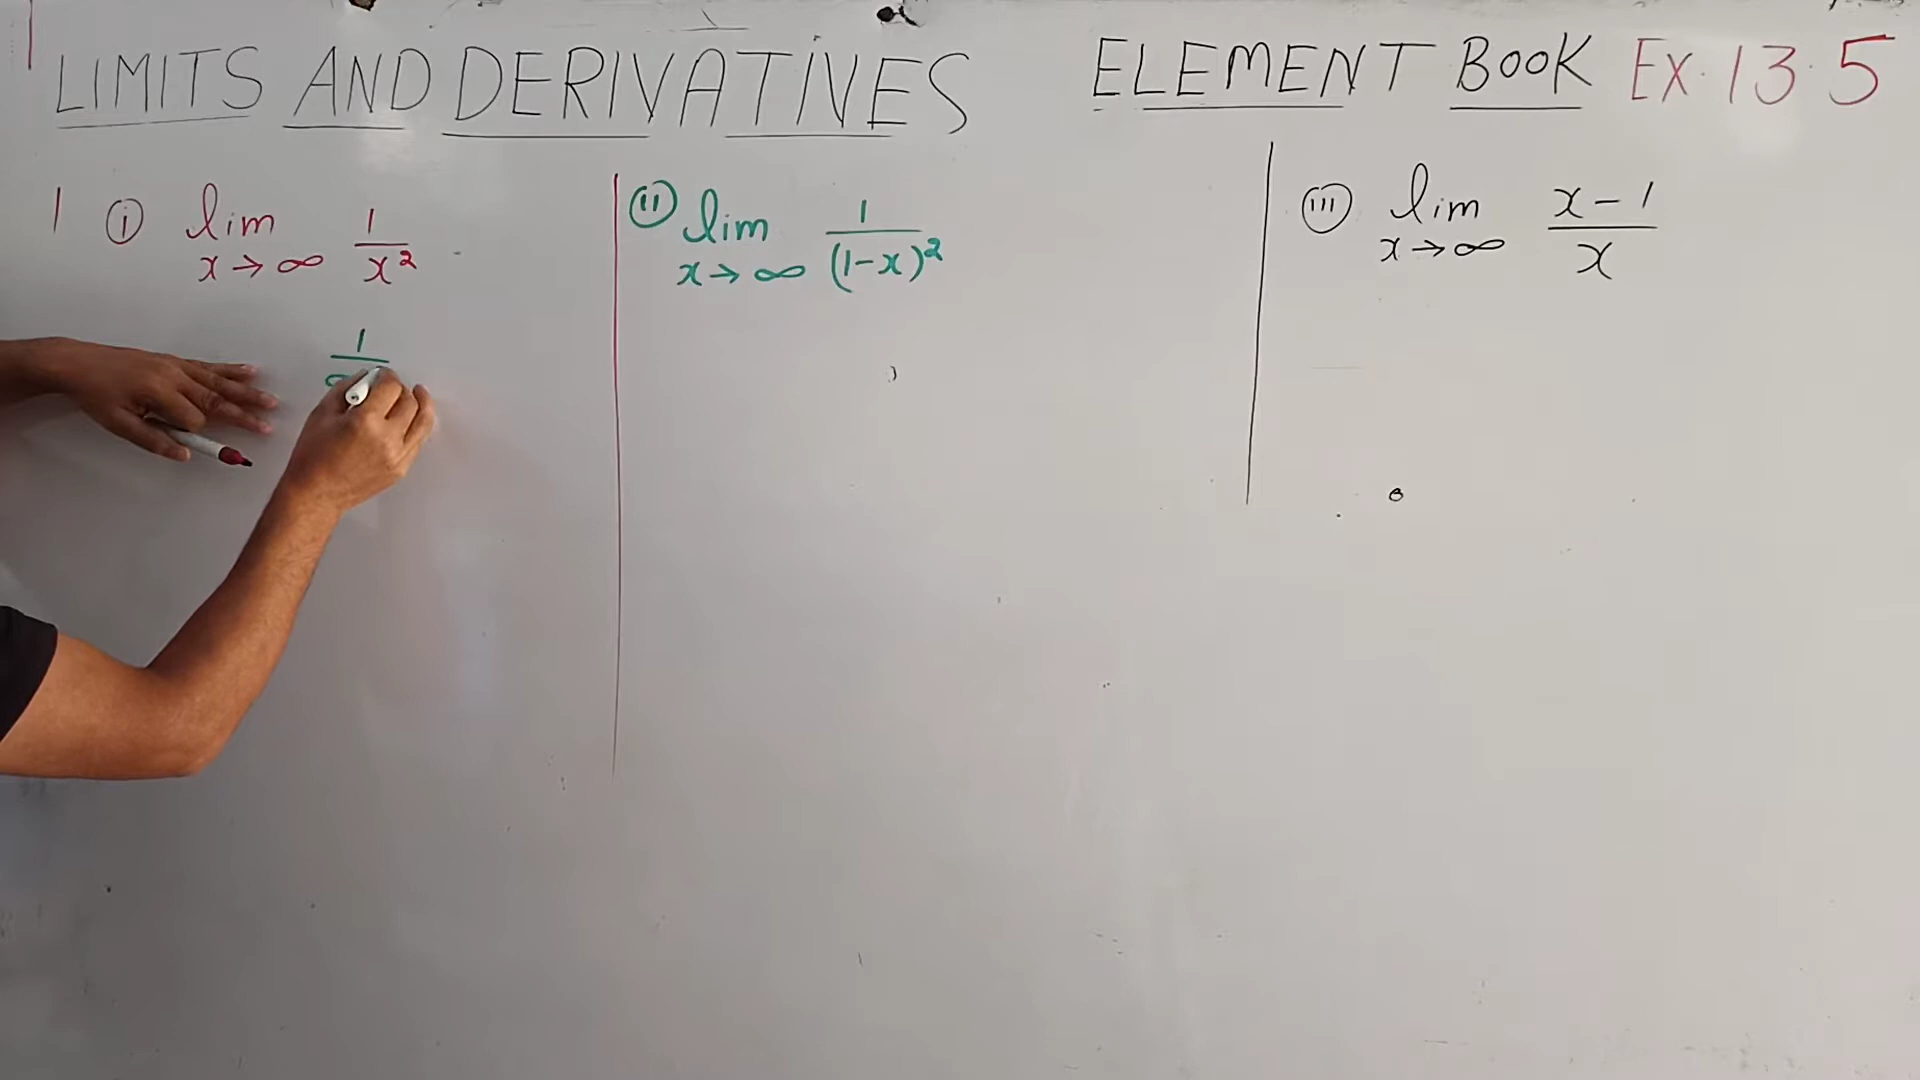 LIMITS AND DERIVATIVES
ELEMENT BOOK EX. 13.5
1 (i) lim x→∞ 1/x²
1/∞
(ii) lim x→∞ 1/(1-x)²
(iii) lim x→∞ x-1/x